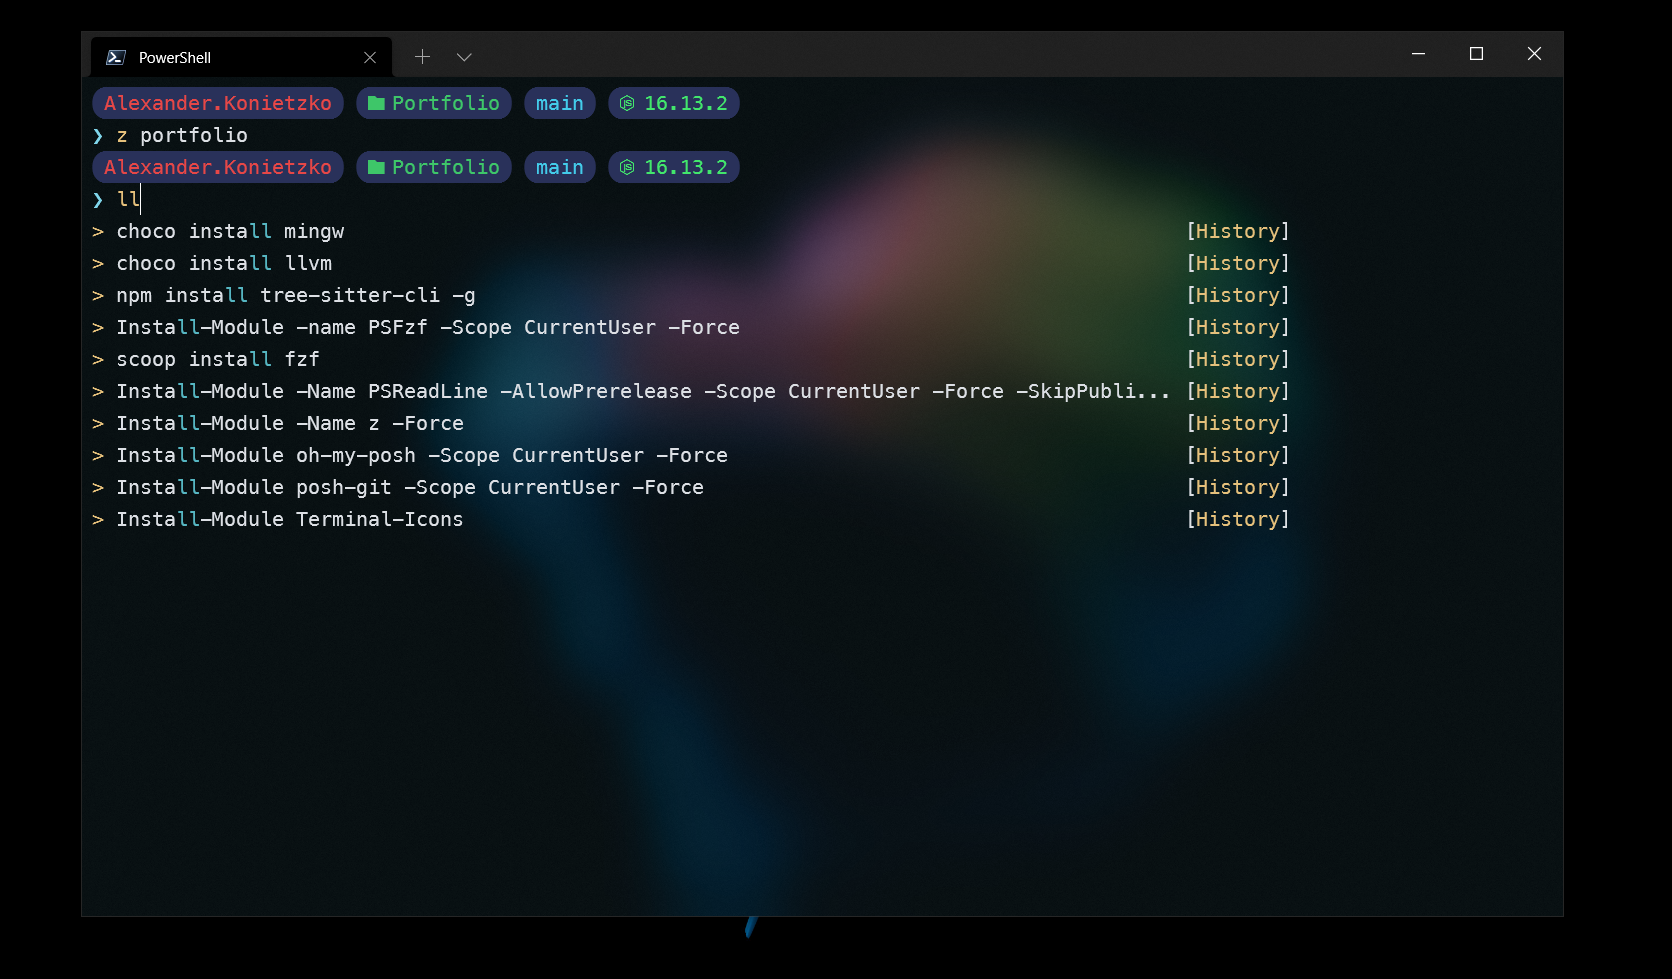 PowerShell
Alexander.Konietzko Portfolio main 16.13.2
❯ z portfolio
Alexander.Konietzko Portfolio main 16.13.2
❯ ll
> choco install mingw [History]
> choco install llvm [History]
> npm install tree-sitter-cli -g [History]
> Install-Module -name PSFzf -Scope CurrentUser -Force [History]
> scoop install fzf [History]
> Install-Module -Name PSReadLine -AllowPrerelease -Scope CurrentUser -Force -SkipPubli... [History]
> Install-Module -Name z -Force [History]
> Install-Module oh-my-posh -Scope CurrentUser -Force [History]
> Install-Module posh-git -Scope CurrentUser -Force [History]
> Install-Module Terminal-Icons [History]